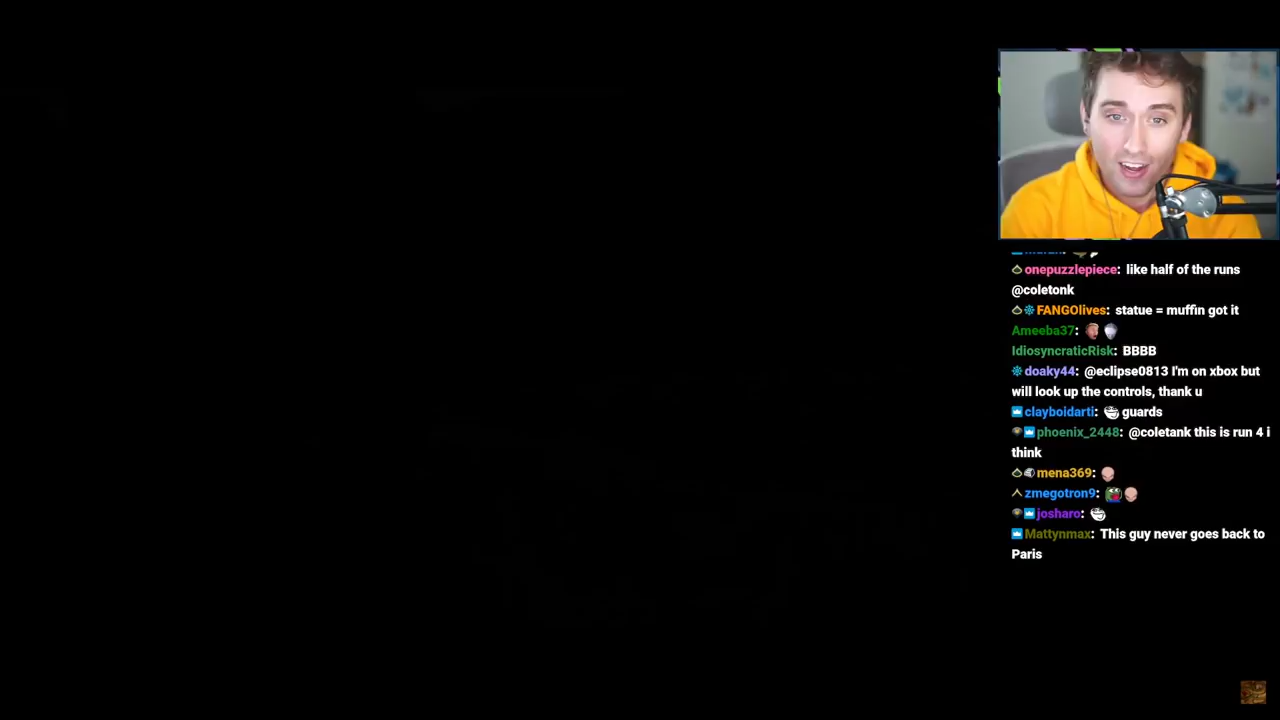 onepuzzlepiece: like half of the runs
@coletonk
FANGOlives: statue = muffin got it
Ameeba37:
IdiosyncraticRisk: BBBB
doaky44: @eclipse0813 I'm on xbox but
will look up the controls, thank u
clayboidarti: guards
phoenix_2448: @coletank this is run 4 i
think
mena369:
zmegotron9:
josharo:
Mattynmax: This guy never goes back to
Paris